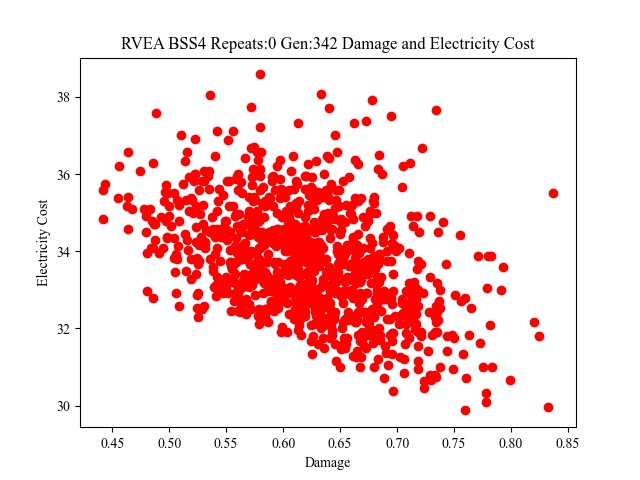 RVEA BSS4 Repeats:0 Gen:342 Damage and Electricity Cost
38
36
34
32
30
Electricity Cost
0.45 0.50 0.55 0.60 0.65 0.70 0.75 0.80 0.85
Damage